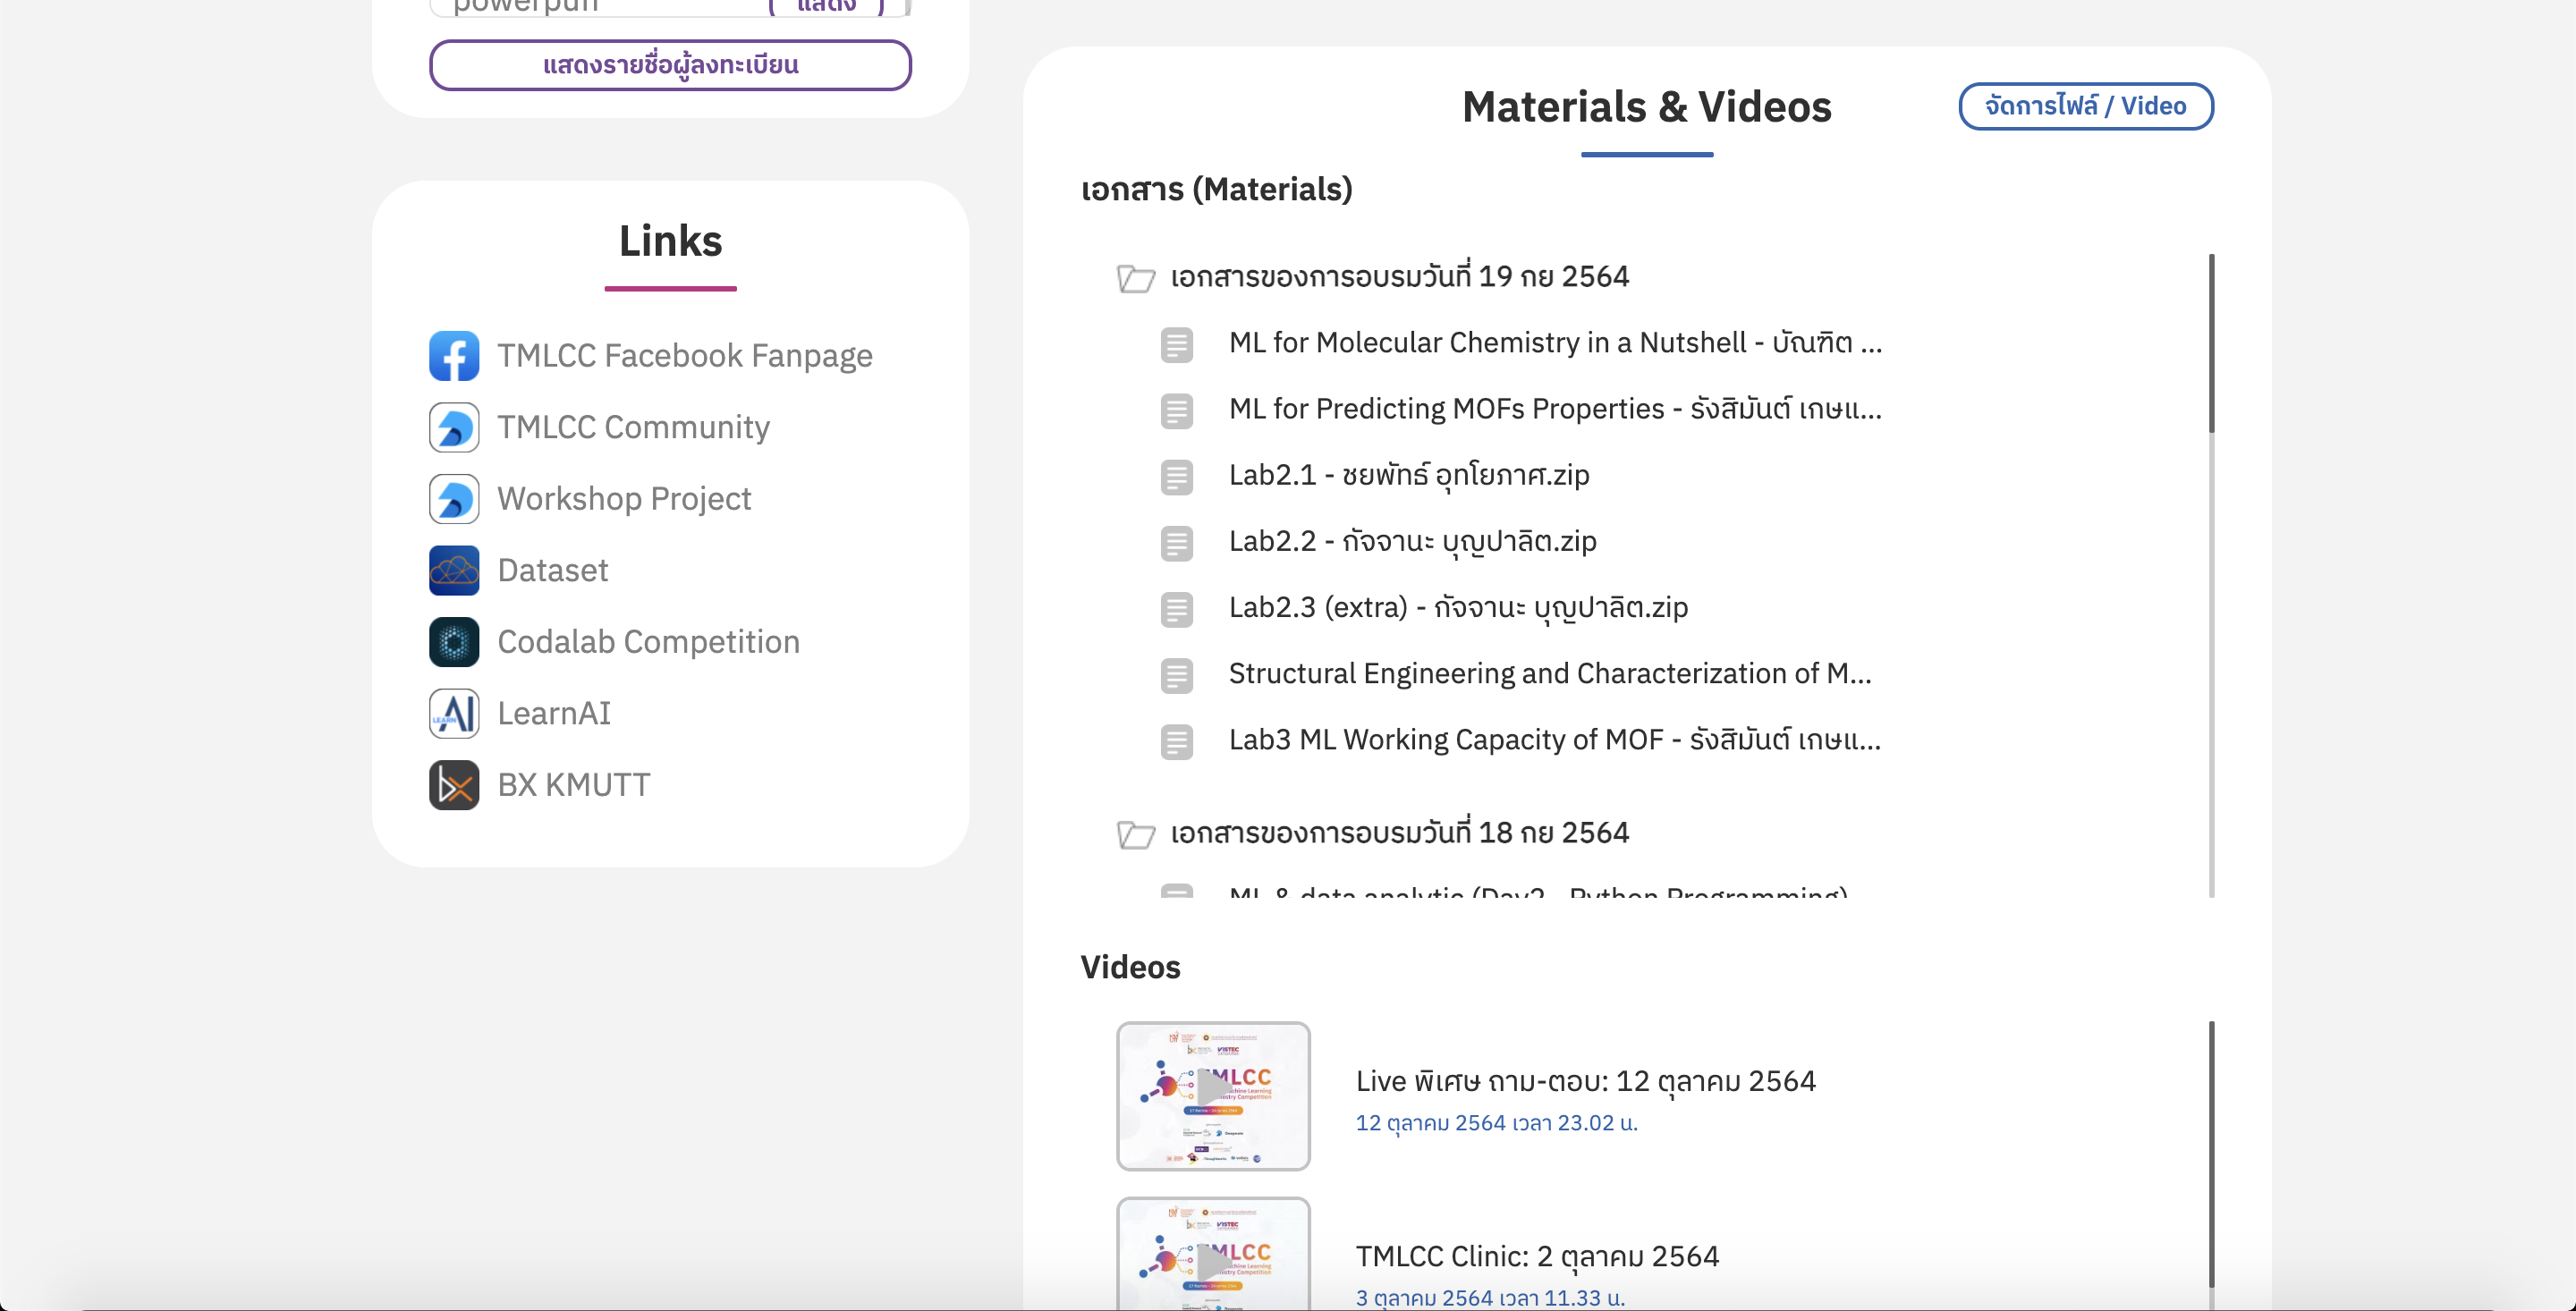 แสดงรายชื่อผู้ลงทะเบียน
Links
TMLCC Facebook Fanpage
TMLCC Community
Workshop Project
Dataset
Codalab Competition
LearnAI
BX KMUTT
Materials & Videos
จัดการไฟล์ / Video
เอกสาร (Materials)
เอกสารของการอบรมวันที่ 19 กย 2564
ML for Molecular Chemistry in a Nutshell - บัณฑิต ...
ML for Predicting MOFs Properties - รังสิมันต์ เกษแ...
Lab2.1 - ชยพัทธ์ อุทโยภาศ.zip
Lab2.2 - กัจจานะ บุญปาลิต.zip
Lab2.3 (extra) - กัจจานะ บุญปาลิต.zip
Structural Engineering and Characterization of M...
Lab3 ML Working Capacity of MOF - รังสิมันต์ เกษแ...
เอกสารของการอบรมวันที่ 18 กย 2564
ML & data analytic (Day2 - Python Programming)
Videos
Live พิเศษ ถาม-ตอบ: 12 ตุลาคม 2564
12 ตุลาคม 2564 เวลา 23.02 น.
TMLCC Clinic: 2 ตุลาคม 2564
3 ตุลาคม 2564 เวลา 11.33 น.